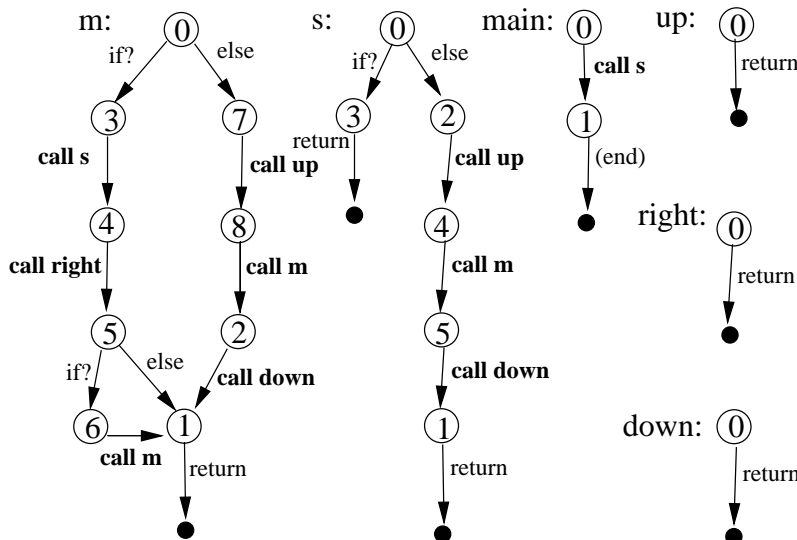 m:
0
if?
else
3
7
call s
call up
4
8
call right
call m
5
2
if?
else
call down
6
1
call m
return
s:
0
if?
else
3
2
return
call up
4
call m
5
call down
1
return
main:
0
call s
1
(end)
up:
0
return
right:
0
return
down:
0
return